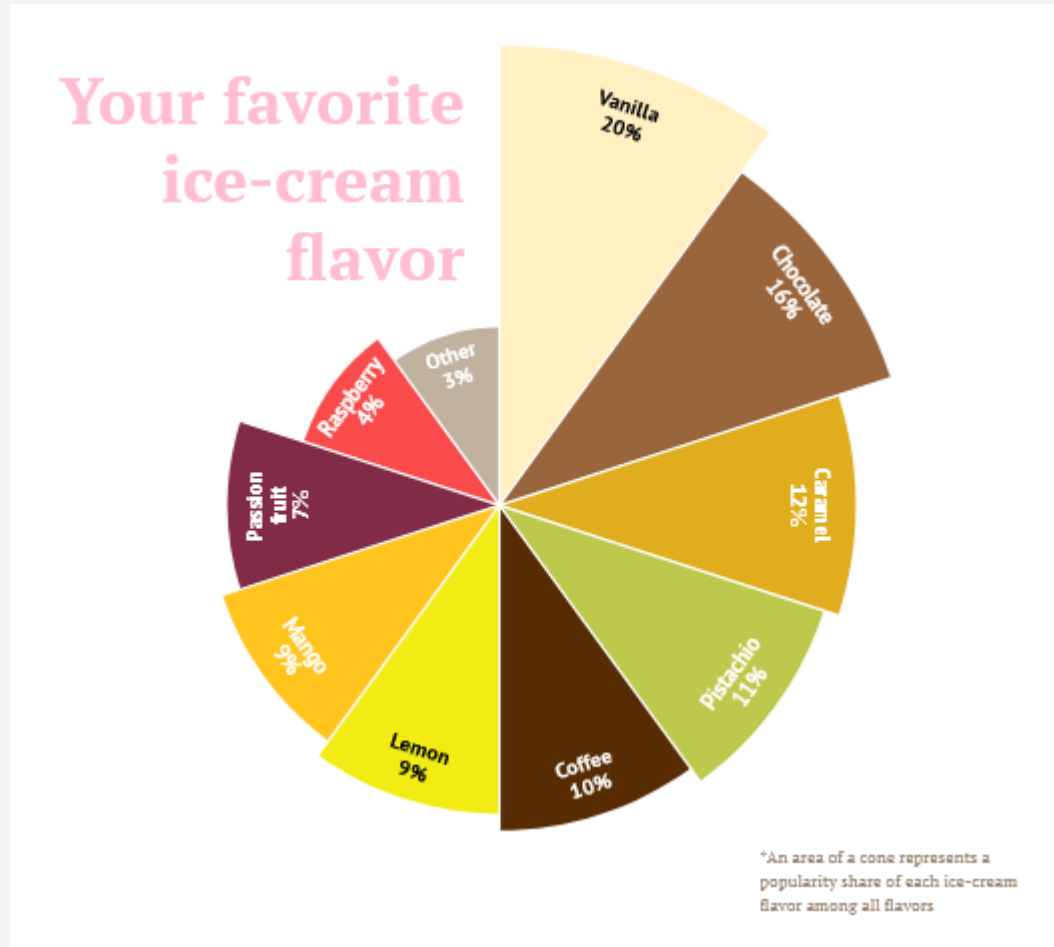 Your favorite
ice-cream
flavor
Vanilla
20%
Chocolate
16%
Caramel
12%
Pistachio
11%
Coffee
10%
Lemon
9%
Mango
9%
Passion
fruit
7%
Raspberry
4%
Other
3%
*An area of a cone represents a
popularity share of each ice-cream
flavor among all flavors